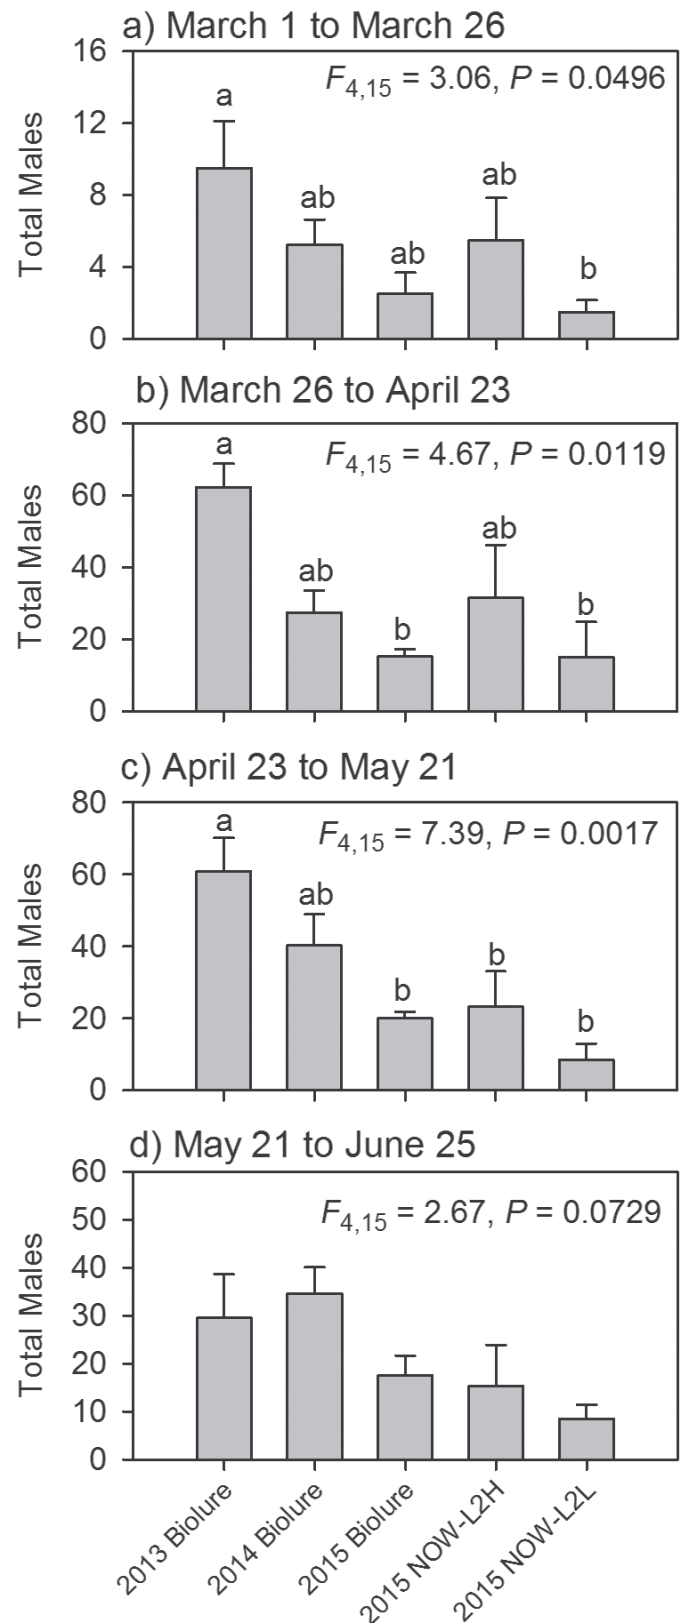 a) March 1 to March 26
16
F4,15 = 3.06, P = 0.0496
a
12
ab
ab
8
ab
b
4
0
Total Males
b) March 26 to April 23
80
a
F4,15 = 4.67, P = 0.0119
60
ab
ab
40
b
b
20
0
Total Males
c) April 23 to May 21
80
a
F4,15 = 7.39, P = 0.0017
60
ab
40
b
b
b
20
0
Total Males
d) May 21 to June 25
60
F4,15 = 2.67, P = 0.0729
50
40
30
20
10
0
Total Males
2013 Biolure
2014 Biolure
2015 Biolure
2015 NOW-L2H
2015 NOW-L2L